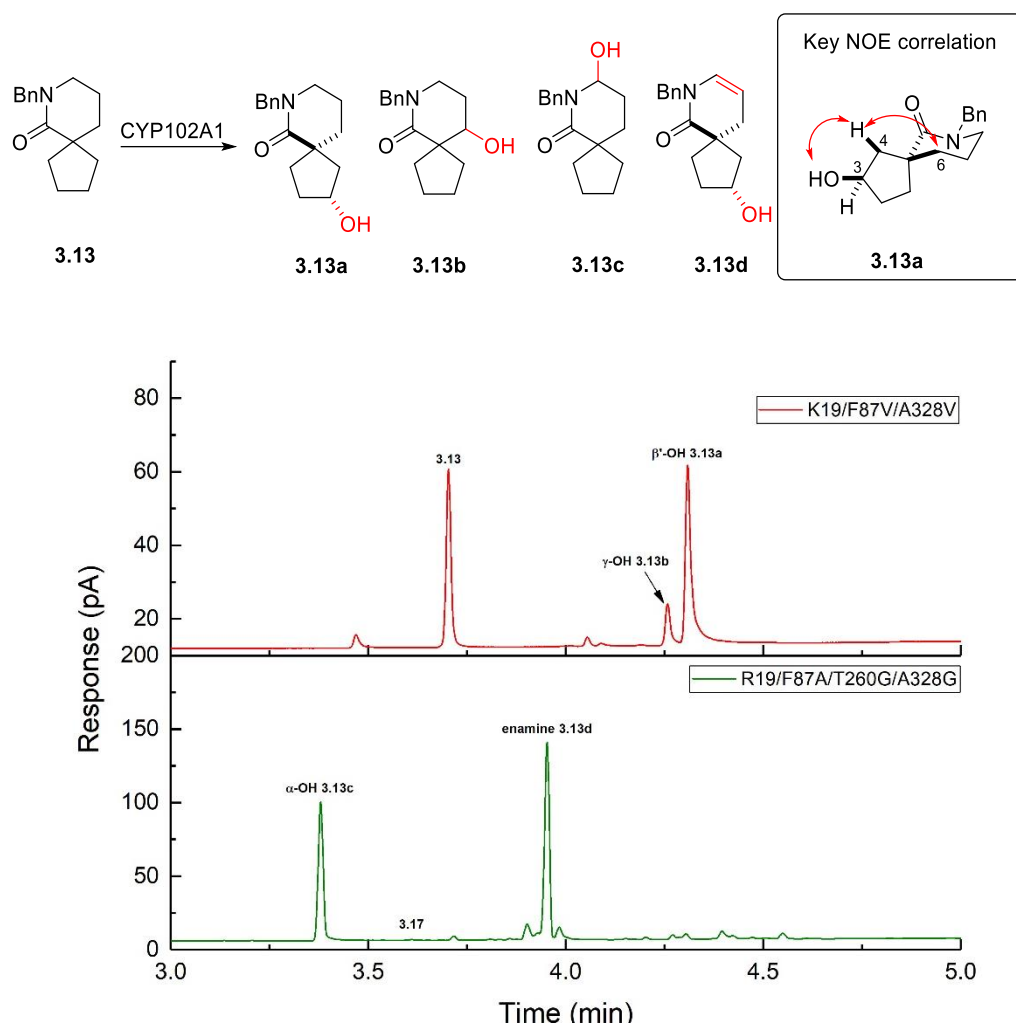 BnN
O
3.13
CYP102A1
BnN
O
OH
3.13a
BnN
O
OH
3.13b
OH
BnN
O
3.13c
BnN
O
OH
3.13d
Key NOE correlation
O
Bn
H
N
4
3
6
HO
H
3.13a
Response (pA)
80
60
40
20
K19/F87V/A328V
3.13
β'-OH 3.13a
γ-OH 3.13b
200
150
100
50
0
R19/F87A/T260G/A328G
enamine 3.13d
α-OH 3.13c
3.17
3.0
3.5
4.0
4.5
5.0
Time (min)